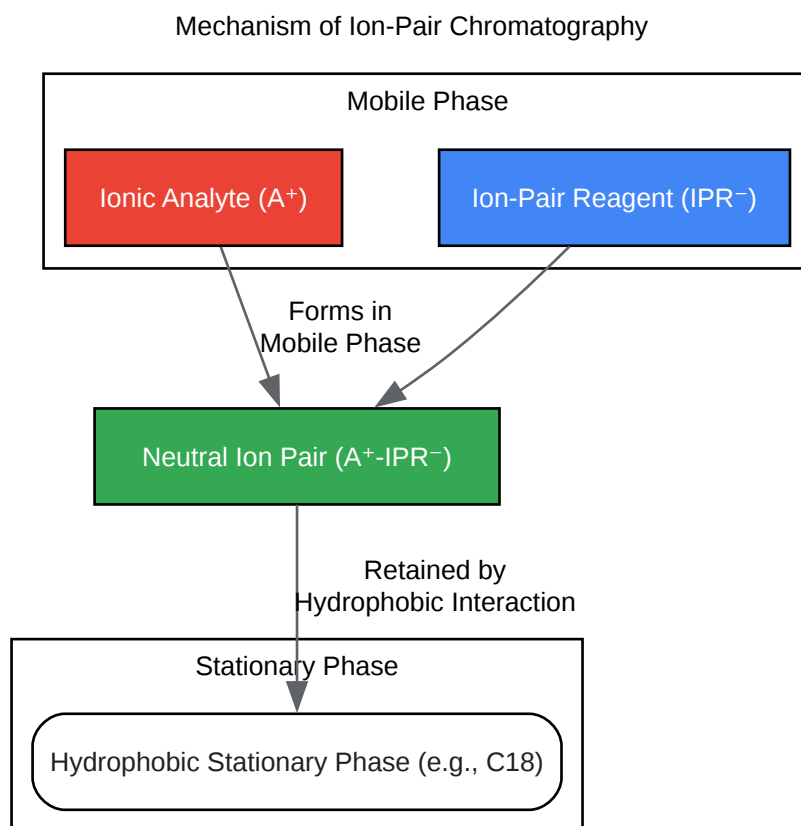 Mechanism of Ion-Pair Chromatography
Mobile Phase
Ionic Analyte (A⁺)
Ion-Pair Reagent (IPR⁻)
Forms in
Mobile Phase
Neutral Ion Pair (A⁺-IPR⁻)
Retained by
Hydrophobic Interaction
Stationary Phase
Hydrophobic Stationary Phase (e.g., C18)